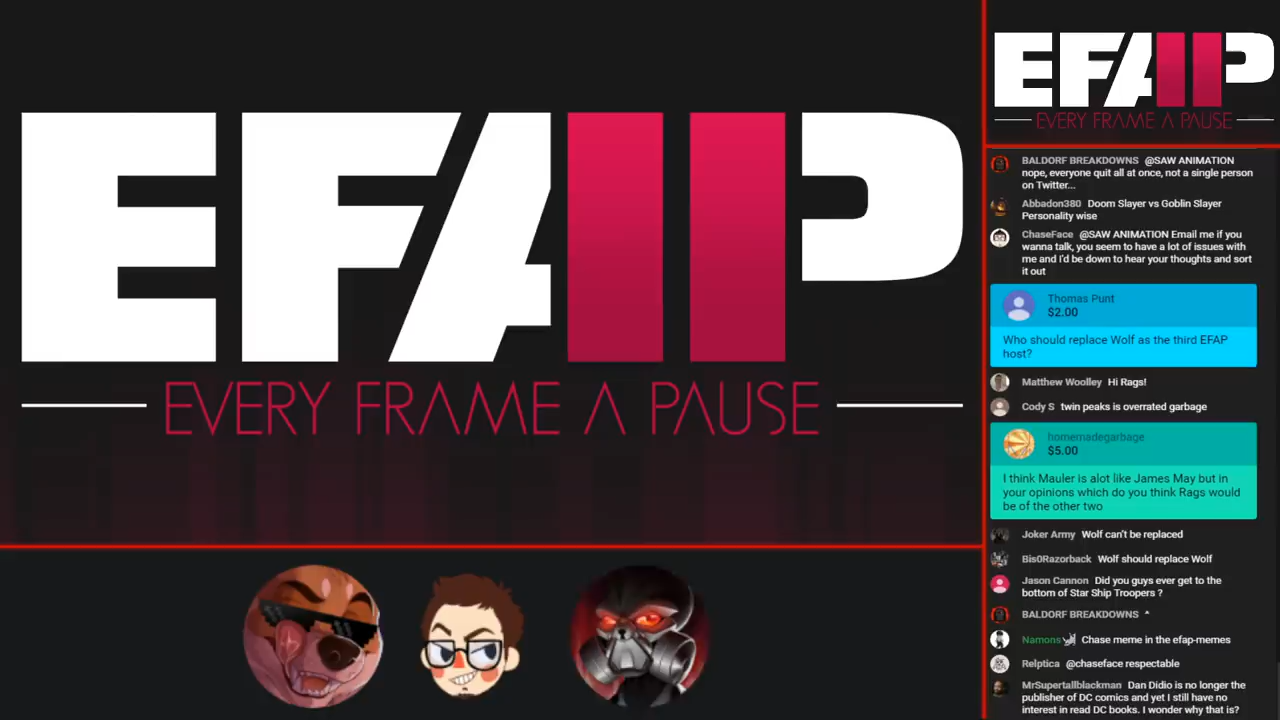 EFAP
EVERY FRAME A PAUSE
EFAP
EVERY FRAME A PAUSE
BALDORF BREAKDOWNS @SAW ANIMATION
nope, everyone quit all at once, not a single person
on Twitter...
Abbadon380 Doom Slayer vs Goblin Slayer
Personality wise
ChaseFace @SAW ANIMATION Email me if you
wanna talk, you seem to have a lot of issues with
me and I'd be down to hear your thoughts and sort
it out
Thomas Punt
$2.00
Who should replace Wolf as the third EFAP
host?
Matthew Woolley Hi Rags!
Cody S twin peaks is overrated garbage
homemadegarbage
$5.00
I think Mauler is alot like James May but in
your opinions which do you think Rags would
be of the other two
Joker Army Wolf can't be replaced
Bis0Razorback Wolf should replace Wolf
Jason Cannon Did you guys ever get to the
bottom of Star Ship Troopers ?
BALDORF BREAKDOWNS ^
Namons Chase meme in the efap-memes
Relptica @chaseface respectable
MrSupertallblackman Dan Didio is no longer the
publisher of DC comics and yet I still have no
interest in read DC books. I wonder why that is?